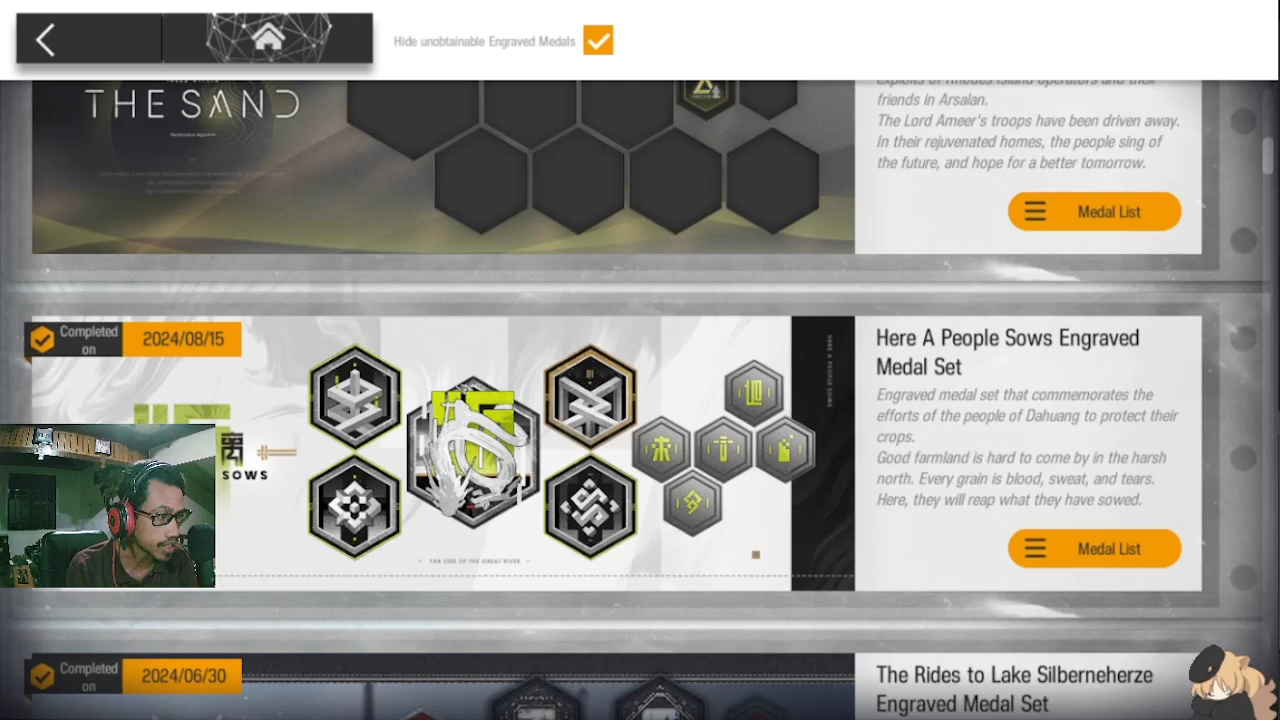 Hide unobtainable Engraved Medals
THE SAND
exploits of Rhodes Island operators and their
friends in Arsalan.
The Lord Ameer's troops have been driven away.
In their rejuvenated homes, the people sing of
the future, and hope for a better tomorrow.
Medal List
Completed
on
2024/08/15
离
SOWS
HERE A PEOPLE SOWS
Here A People Sows Engraved
Medal Set
Engraved medal set that commemorates the
efforts of the people of Dahuang to protect their
crops.
Good farmland is hard to come by in the harsh
north. Every grain is blood, sweat, and tears.
Here, they will reap what they have sowed.
Medal List
Completed
on
2024/06/30
The Rides to Lake Silberneherze
Engraved Medal Set